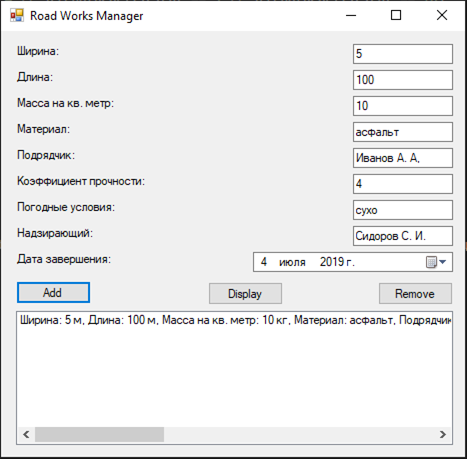 Road Works Manager
Ширина: 5
Длина: 100
Масса на кв. метр: 10
Материал: асфальт
Подрядчик: Иванов А. А,
Коэффициент прочности: 4
Погодные условия: сухо
Надзирающий: Сидоров С. И.
Дата завершения: 4 июля 2019 г.
Add Display Remove
Ширина: 5 м, Длина: 100 м, Масса на кв. метр: 10 кг, Материал: асфальт, Подрядчик